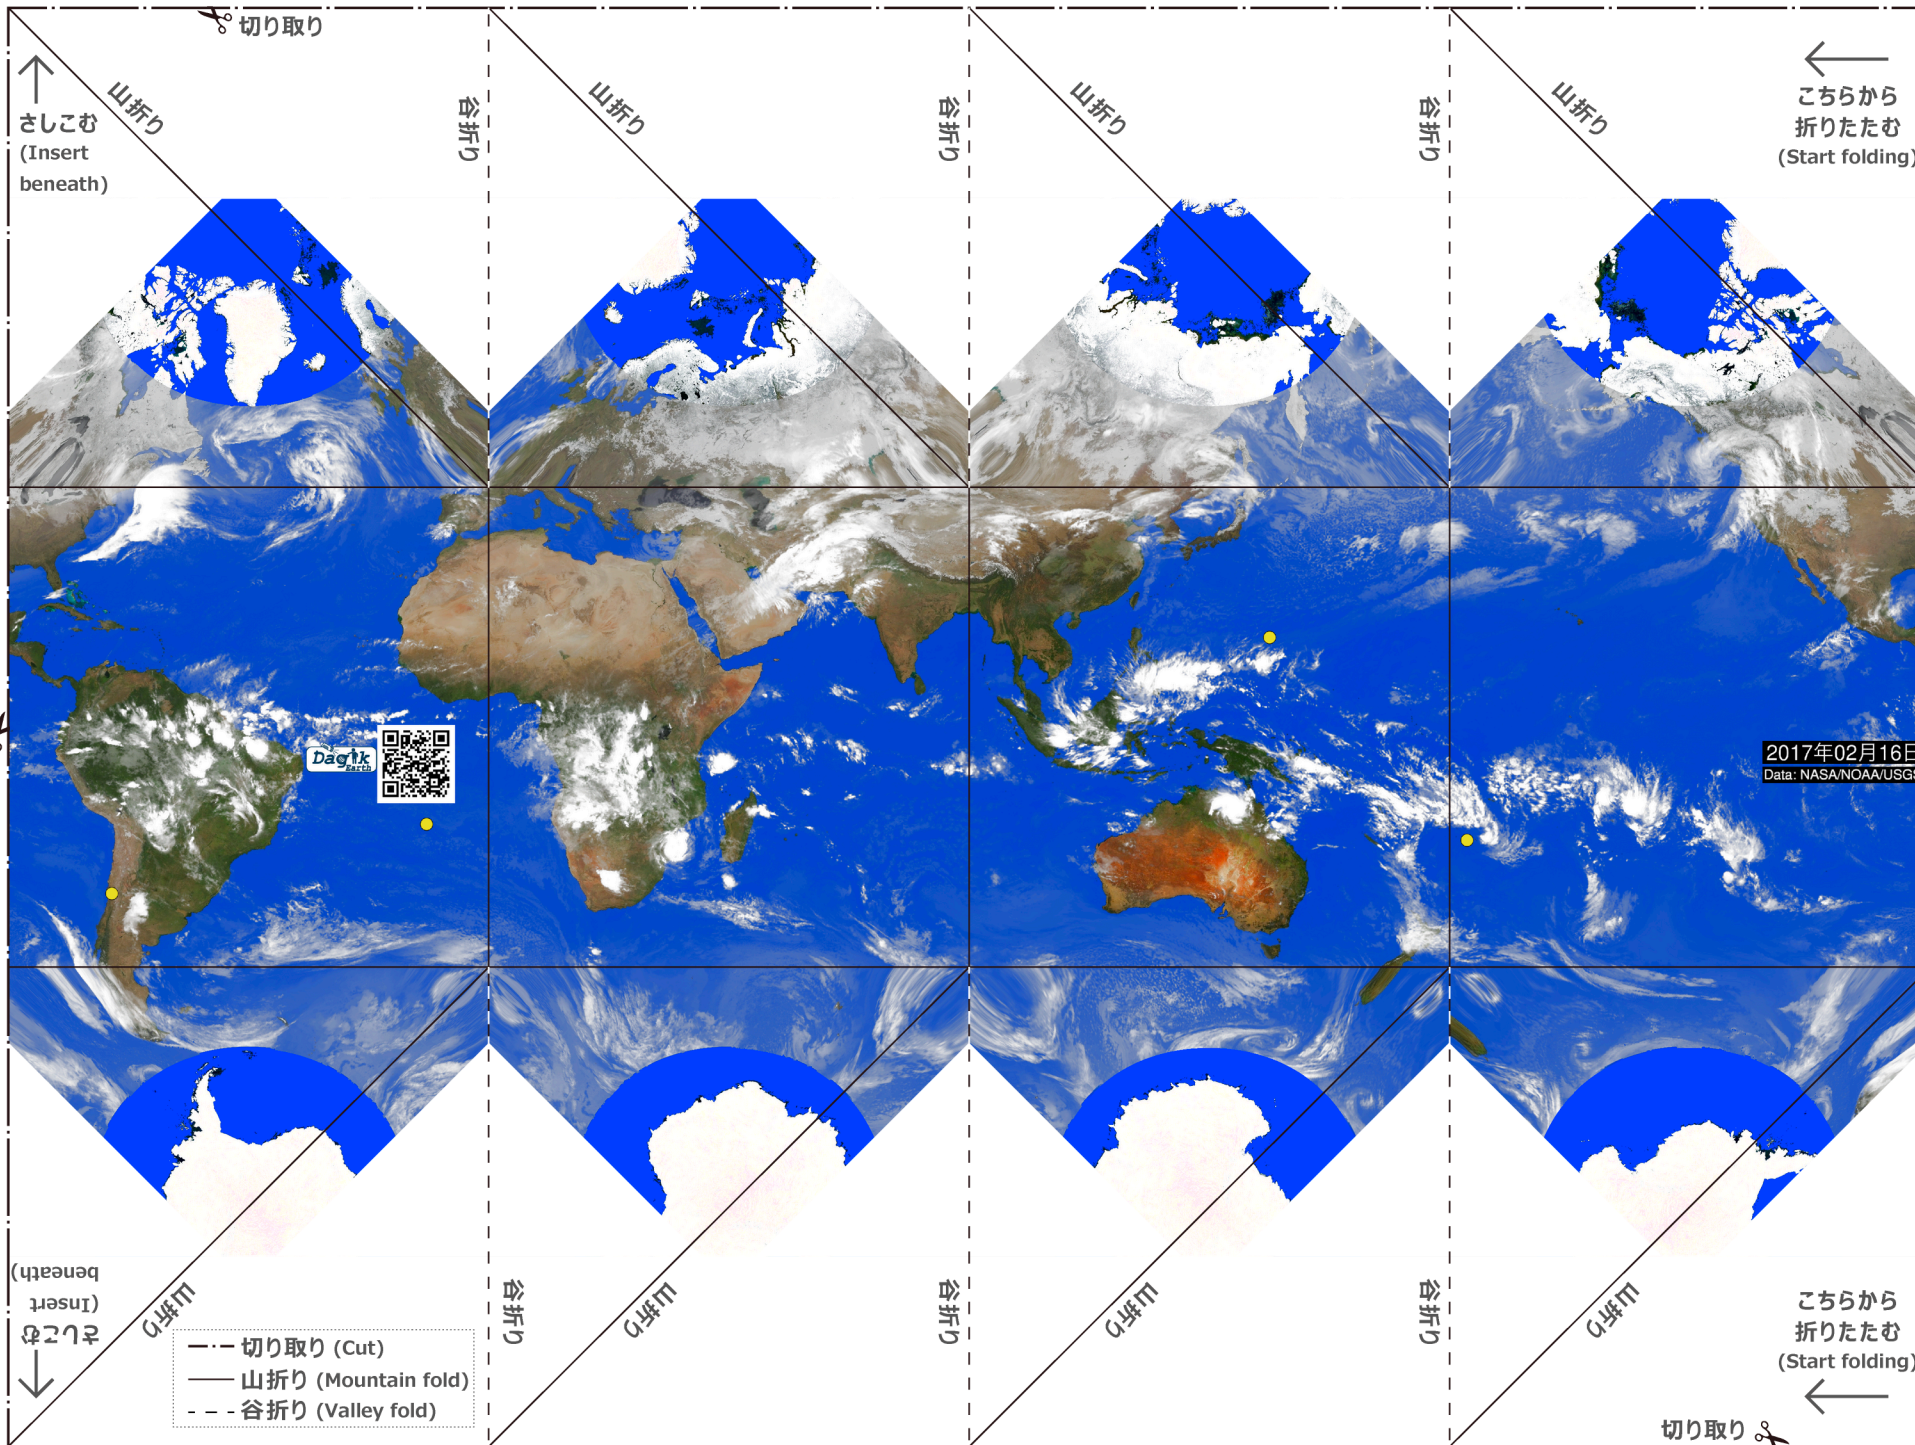 切り取り
山折り
山折り
山折り
山折り
谷折り
谷折り
谷折り
さしこむ
(Insert
beneath)
こちらから
折りたたむ
(Start folding)
Dagik
Earth
2017年02月16日
Data: NASA/NOAA/USGS
さしこむ
(Insert
beneath)
山折り
山折り
山折り
山折り
谷折り
谷折り
谷折り
こちらから
折りたたむ
(Start folding)
切り取り (Cut)
山折り (Mountain fold)
谷折り (Valley fold)
切り取り